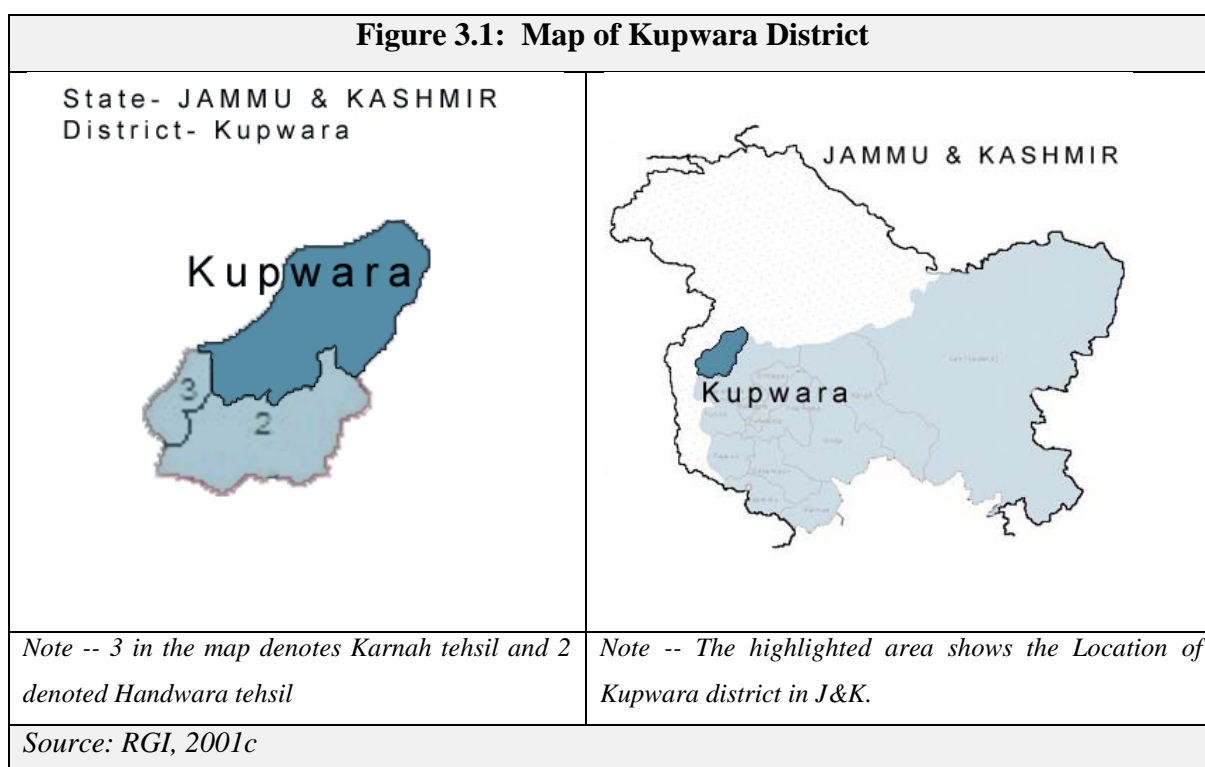 Figure 3.1: Map of Kupwara District
State- JAMMU & KASHMIR
District- Kupwara
Kupwara
3
2
Note -- 3 in the map denotes Karnah tehsil and 2
denoted Handwara tehsil
JAMMU & KASHMIR
Kupwara
Note -- The highlighted area shows the Location of
Kupwara district in J&K.
Source: RGI, 2001c